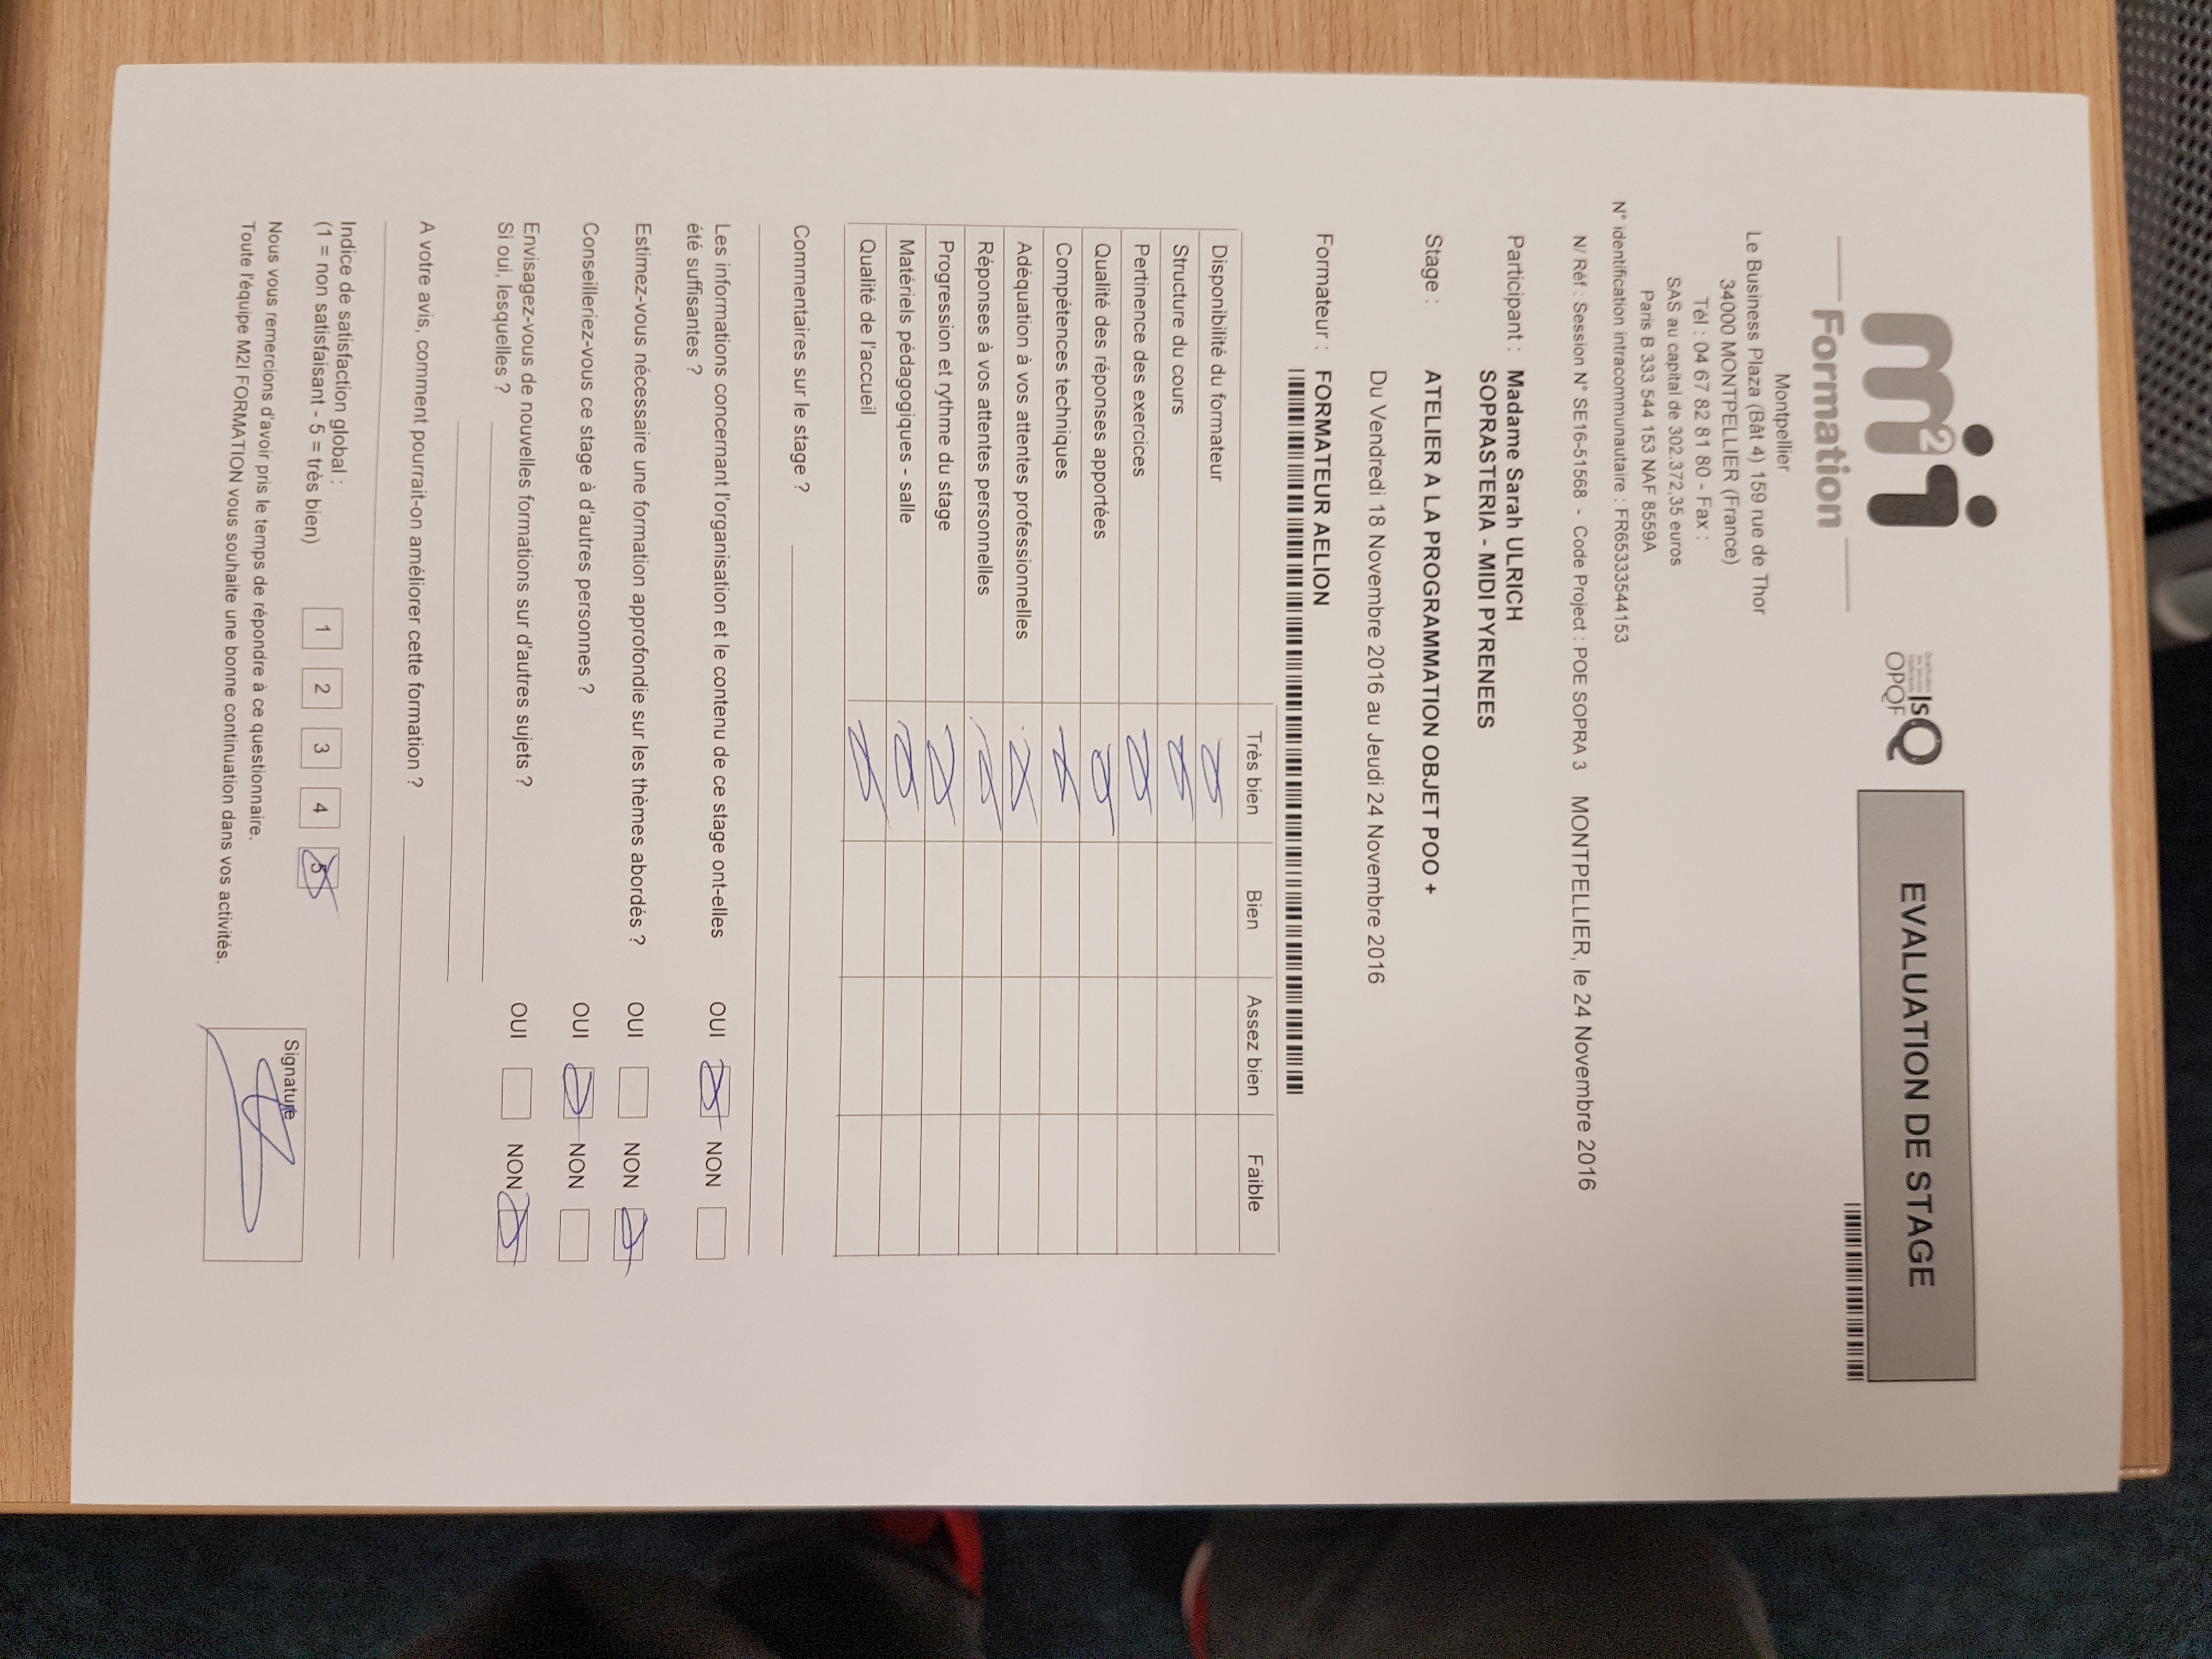 m2i
Formation
Montpellier
Le Business Plaza (Bât 4) 159 rue de Thor
34000 MONTPELLIER (France)
Tél : 04 67 82 81 80 - Fax :
SAS au capital de 302.372,35 euros
Paris B 333 544 153 NAF 8559A
N° identification intracommunautaire : FR65333544153
isQ
OPQF
EVALUATION DE STAGE
N/ Réf : Session N° SE16-51568 - Code Project : POE SOPRA 3 MONTPELLIER, le 24 Novembre 2016
Participant : Madame Sarah ULRICH
SOPRASTERIA - MIDI PYRENEES
Stage : ATELIER A LA PROGRAMMATION OBJET POO +
Du Vendredi 18 Novembre 2016 au Jeudi 24 Novembre 2016
Formateur : FORMATEUR AELION
Très bien Bien Assez bien Faible
Disponibilité du formateur
Structure du cours
Pertinence des exercices
Qualité des réponses apportées
Compétences techniques
Adéquation à vos attentes professionnelles
Réponses à vos attentes personnelles
Progression et rythme du stage
Matériels pédagogiques - salle
Qualité de l'accueil
Commentaires sur le stage ?
Les informations concernant l'organisation et le contenu de ce stage ont-elles
été suffisantes ? OUI NON
Estimez-vous nécessaire une formation approfondie sur les thèmes abordés ? OUI NON
Conseilleriez-vous ce stage à d'autres personnes ? OUI NON
Envisagez-vous de nouvelles formations sur d'autres sujets ? OUI NON
Si oui, lesquelles ?
A votre avis, comment pourrait-on améliorer cette formation ?
Indice de satisfaction global :
(1 = non satisfaisant - 5 = très bien) 1 2 3 4 5
Signature
Nous vous remercions d'avoir pris le temps de répondre à ce questionnaire.
Toute l'équipe M2I FORMATION vous souhaite une bonne continuation dans vos activités.